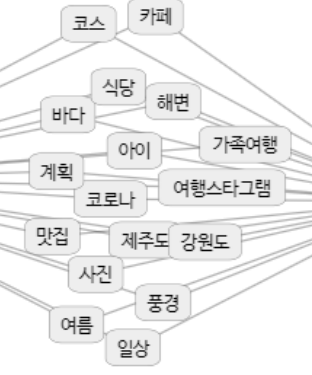 코스
카페
식당
해변
바다
아이
가족여행
계획
코로나
여행스타그램
맛집
제주도
강원도
사진
풍경
여름
일상